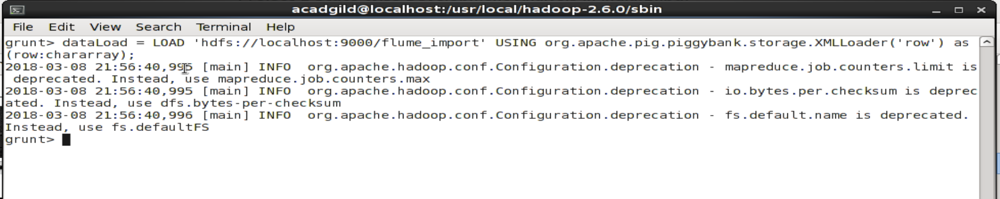 acadgild@localhost:/usr/local/hadoop-2.6.0/sbin
File Edit View Search Terminal Help
grunt> dataLoad = LOAD 'hdfs://localhost:9000/flume_import' USING org.apache.pig.piggybank.storage.XMLLoader('row') as
(row:chararray);
2018-03-08 21:56:40,995 [main] INFO  org.apache.hadoop.conf.Configuration.deprecation - mapreduce.job.counters.limit is
 deprecated. Instead, use mapreduce.job.counters.max
2018-03-08 21:56:40,995 [main] INFO  org.apache.hadoop.conf.Configuration.deprecation - io.bytes.per.checksum is deprec
ated. Instead, use dfs.bytes-per-checksum
2018-03-08 21:56:40,996 [main] INFO  org.apache.hadoop.conf.Configuration.deprecation - fs.default.name is deprecated.
Instead, use fs.defaultFS
grunt>